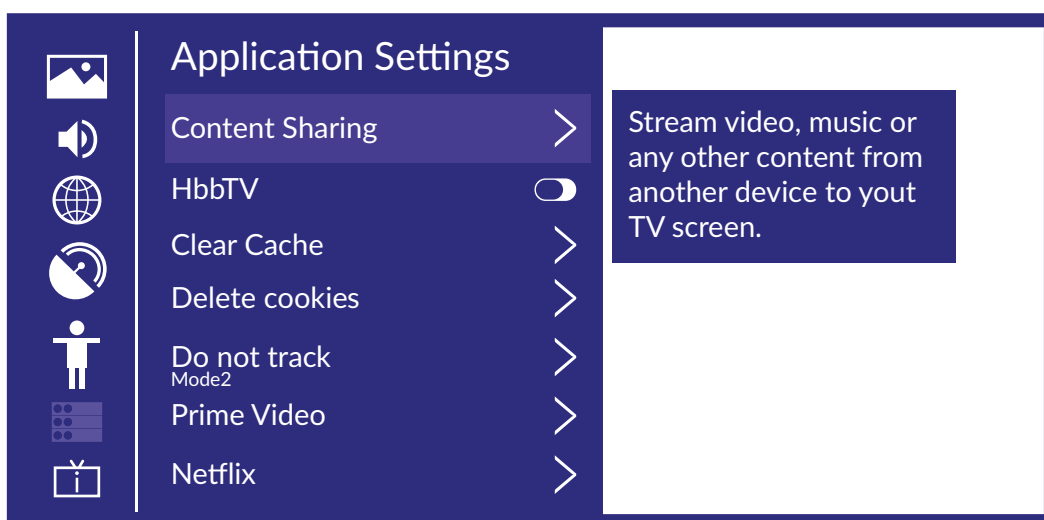 Application Settings
Content Sharing
HbbTV
Clear Cache
Delete cookies
Do not track
Mode2
Prime Video
Netflix
Stream video, music or
any other content from
another device to yout
TV screen.
i